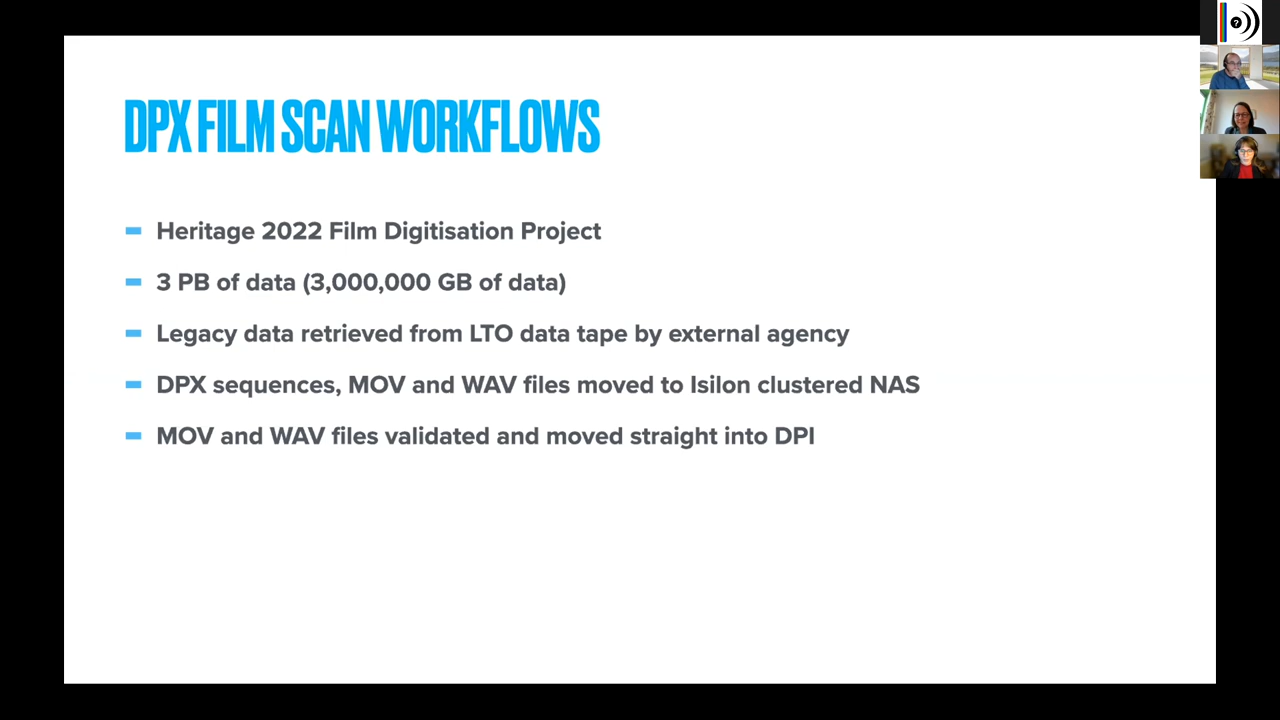 DPX FILM SCAN WORKFLOWS
Heritage 2022 Film Digitisation Project
3 PB of data (3,000,000 GB of data)
Legacy data retrieved from LTO data tape by external agency
DPX sequences, MOV and WAV files moved to Isilon clustered NAS
MOV and WAV files validated and moved straight into DPI